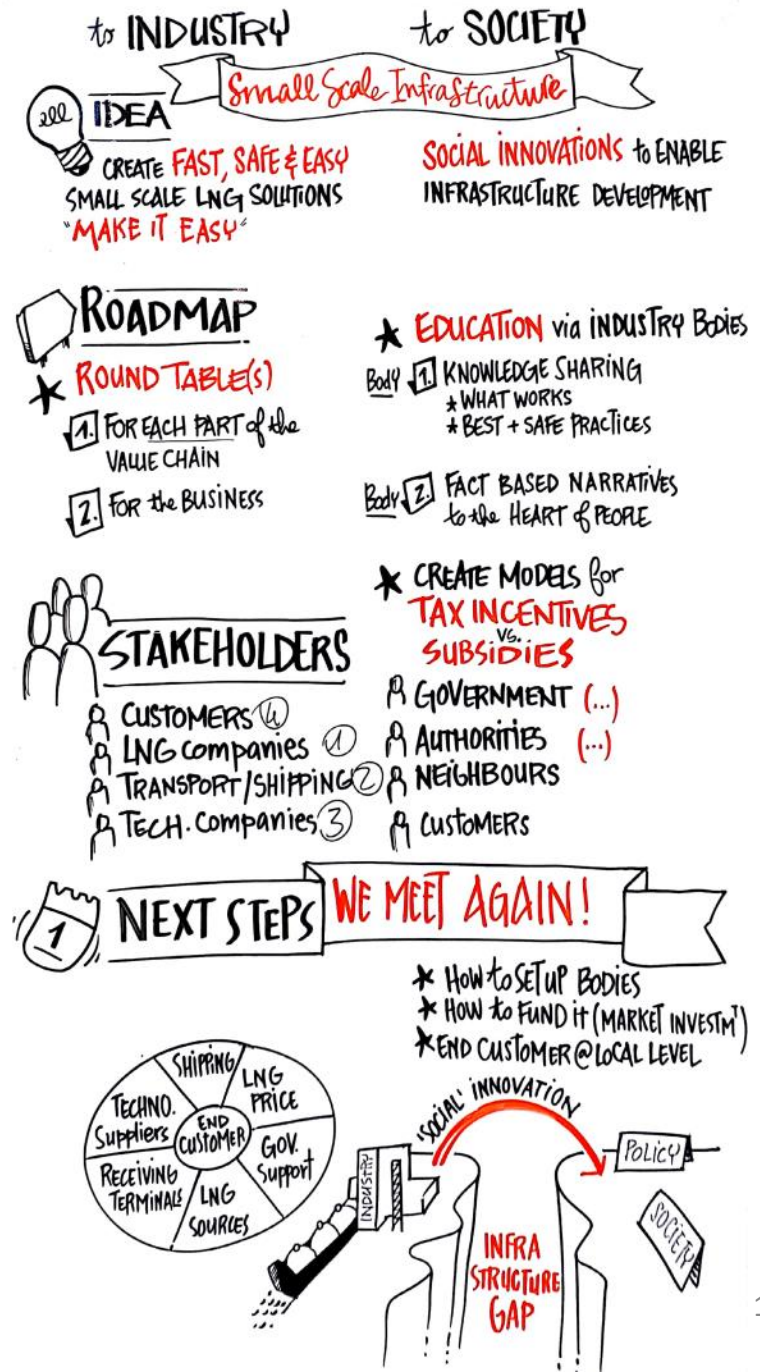 to INDUSTRY
to SOCIETY
Small Scale Infrastructure
IDEA
CREATE FAST, SAFE & EASY
SMALL SCALE LNG SOLUTIONS
"MAKE IT EASY"
SOCIAL INNOVATIONS to ENABLE
INFRASTRUCTURE DEVELOPMENT
ROADMAP
ROUND TABLE(S)
1. FOR EACH PART of the
VALUE CHAIN
2. FOR the BUSINESS
EDUCATION via INDUSTRY BODIES
Body 1. KNOWLEDGE SHARING
* WHAT WORKS
* BEST + SAFE PRACTICES
Body 2. FACT BASED NARRATIVES
to the HEART of PEOPLE
CREATE MODELS for
TAX INCENTIVES
VS.
SUBSIDIES
STAKEHOLDERS
CUSTOMERS 4
LNG companies 1
TRANSPORT/SHIPPING 2
TECH. companies 3
GOVERNMENT (...)
AUTHORITIES (...)
NEIGHBOURS
CUSTOMERS
1
NEXT STEPS
WE MEET AGAIN!
* HOW to SET UP BODIES
* HOW to FUND it (MARKET INVESTMT)
* END CUSTOMER @ LOCAL LEVEL
SHIPPING
LNG
PRICE
GOV.
Support
LNG
SOURCES
RECEIVING
TERMINALS
TECHNO.
Suppliers
END
CUSTOMER
INDUSTRY
'SOCIAL' INNOVATION
POLICY
SOCIETY
INFRA
STRUCTURE
GAP